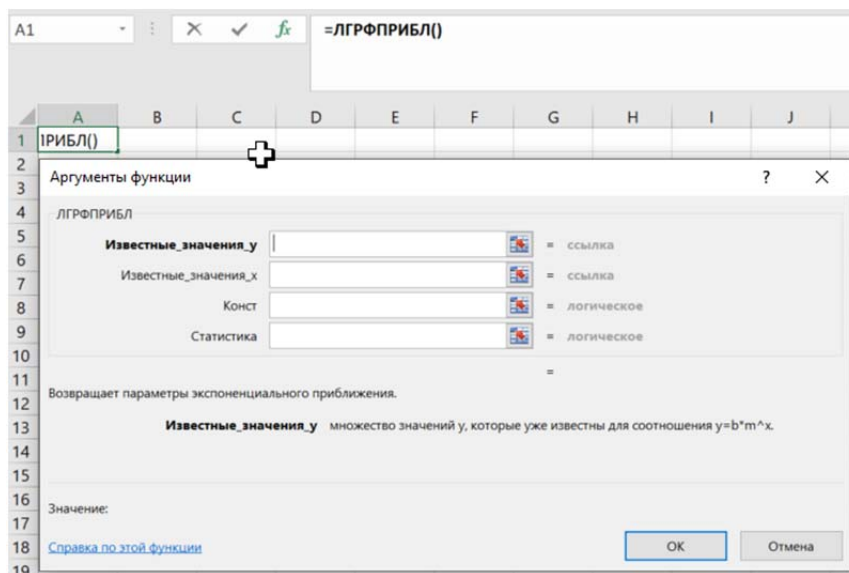 A1 fx =ЛГРФПРИБЛ()
A B C D E F G H I J
1 ІРИБЛ()
2
3 Аргументы функции ? ×
4 ЛГРФПРИБЛ
5 Известные_значения_y = ссылка
6 Известные_значения_x = ссылка
7
8 Конст = логическое
9 Статистика = логическое
10
11 =
12 Возвращает параметры экспоненциального приближения.
13 Известные_значения_y множество значений y, которые уже известны для соотношения y=b*m^x.
14
15
16
17 Значение:
18 Справка по этой функции ОК Отмена
19